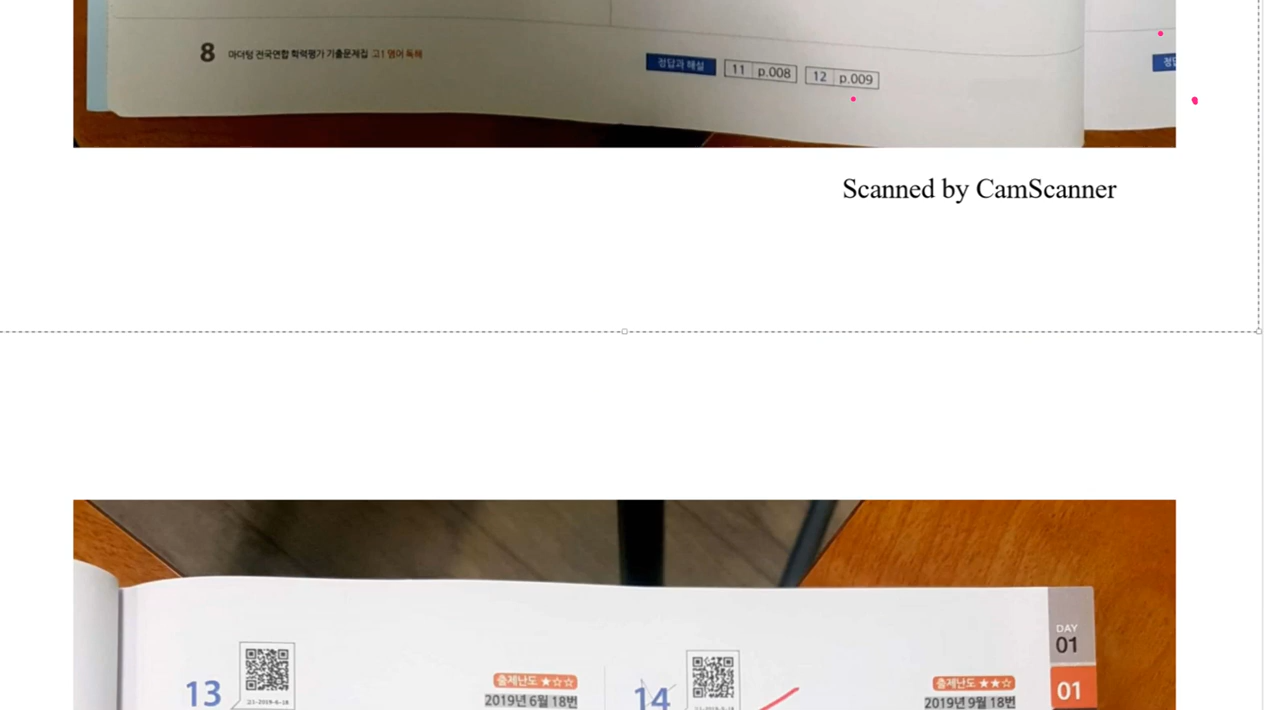 8 마더텅 전국연합 학력평가 기출문제집 고1 영어 독해
정답과 해설 11 p.008 12 p.009
Scanned by CamScanner
DAY
01
01
13
출제난도 ★☆☆
2019년 6월 18번
14
출제난도 ★★☆
2019년 9월 18번